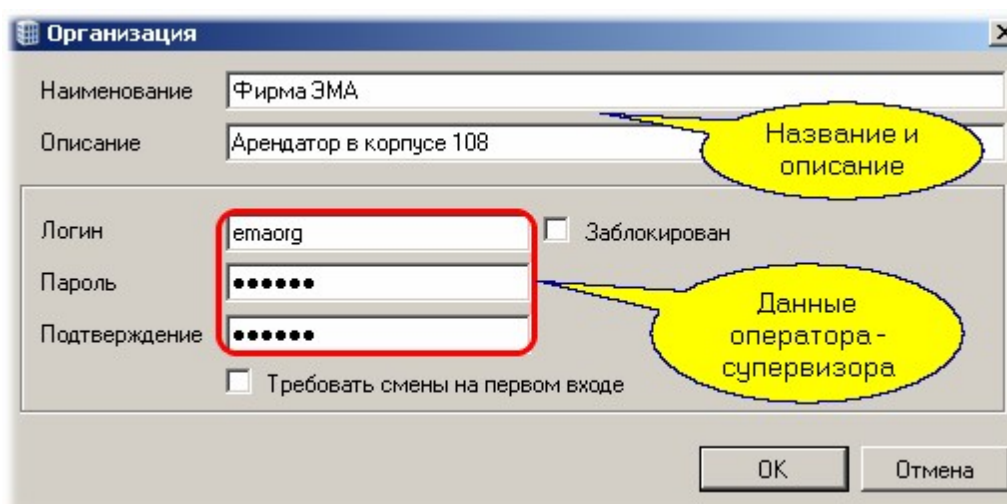 Организация
Наименование Фирма ЭМА
Описание Арендатор в корпусе 108
Название и
описание
Логин emaorg Заблокирован
Пароль ●●●●●●
Подтверждение ●●●●●●
Требовать смены на первом входе
Данные
оператора-
супервизора
OK Отмена